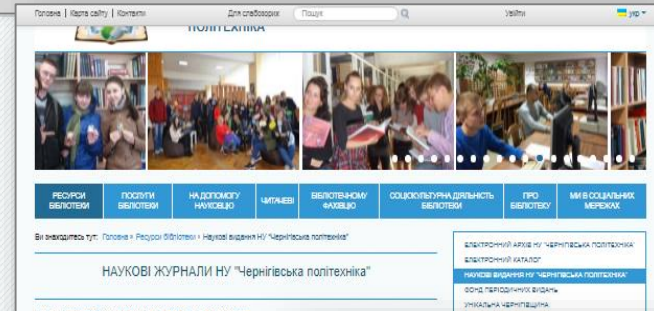 Головна | Карта сайту | Контакти Для слабозорих Пошук Увійти укр
ПОЛІТЕХНІКА
РЕСУРСИ БІБЛІОТЕКИ
ПОСЛУГИ БІБЛІОТЕКИ
НА ДОПОМОГУ НАУКОВЦЮ
ЧИТАЧЕВІ
БІБЛІОТЕЧНОМУ ФАХІВЦЮ
СОЦІОКУЛЬТУРНА ДІЯЛЬНІСТЬ БІБЛІОТЕКИ
ПРО БІБЛІОТЕКУ
МИ В СОЦІАЛЬНИХ МЕРЕЖАХ
Ви знаходитесь тут: Головна » Ресурси бібліотеки » Наукові видання НУ "Чернігівська політехніка"
НАУКОВІ ЖУРНАЛИ НУ "Чернігівська політехніка"
ЕЛЕКТРОННИЙ АРХІВ НУ "ЧЕРНІГІВСЬКА ПОЛІТЕХНІКА"
ЕЛЕКТРОННИЙ КАТАЛОГ
НАУКОВІ ВИДАННЯ НУ "ЧЕРНІГІВСЬКА ПОЛІТЕХНІКА"
ФОНД ПЕРІОДИЧНИХ ВИДАНЬ
УНІКАЛЬНА ЧЕРНІГІВЩИНА